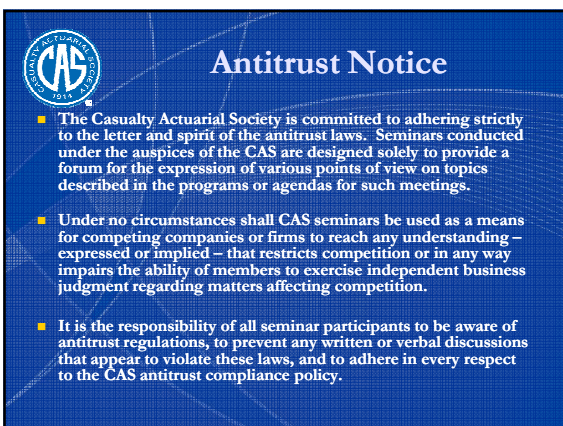 CASUALTY ACTUARIAL SOCIETY
CAS
1914
Antitrust Notice
The Casualty Actuarial Society is committed to adhering strictly
to the letter and spirit of the antitrust laws.  Seminars conducted
under the auspices of the CAS are designed solely to provide a
forum for the expression of various points of view on topics
described in the programs or agendas for such meetings.
Under no circumstances shall CAS seminars be used as a means
for competing companies or firms to reach any understanding –
expressed or implied – that restricts competition or in any way
impairs the ability of members to exercise independent business
judgment regarding matters affecting competition.
It is the responsibility of all seminar participants to be aware of
antitrust regulations, to prevent any written or verbal discussions
that appear to violate these laws, and to adhere in every respect
to the CAS antitrust compliance policy.